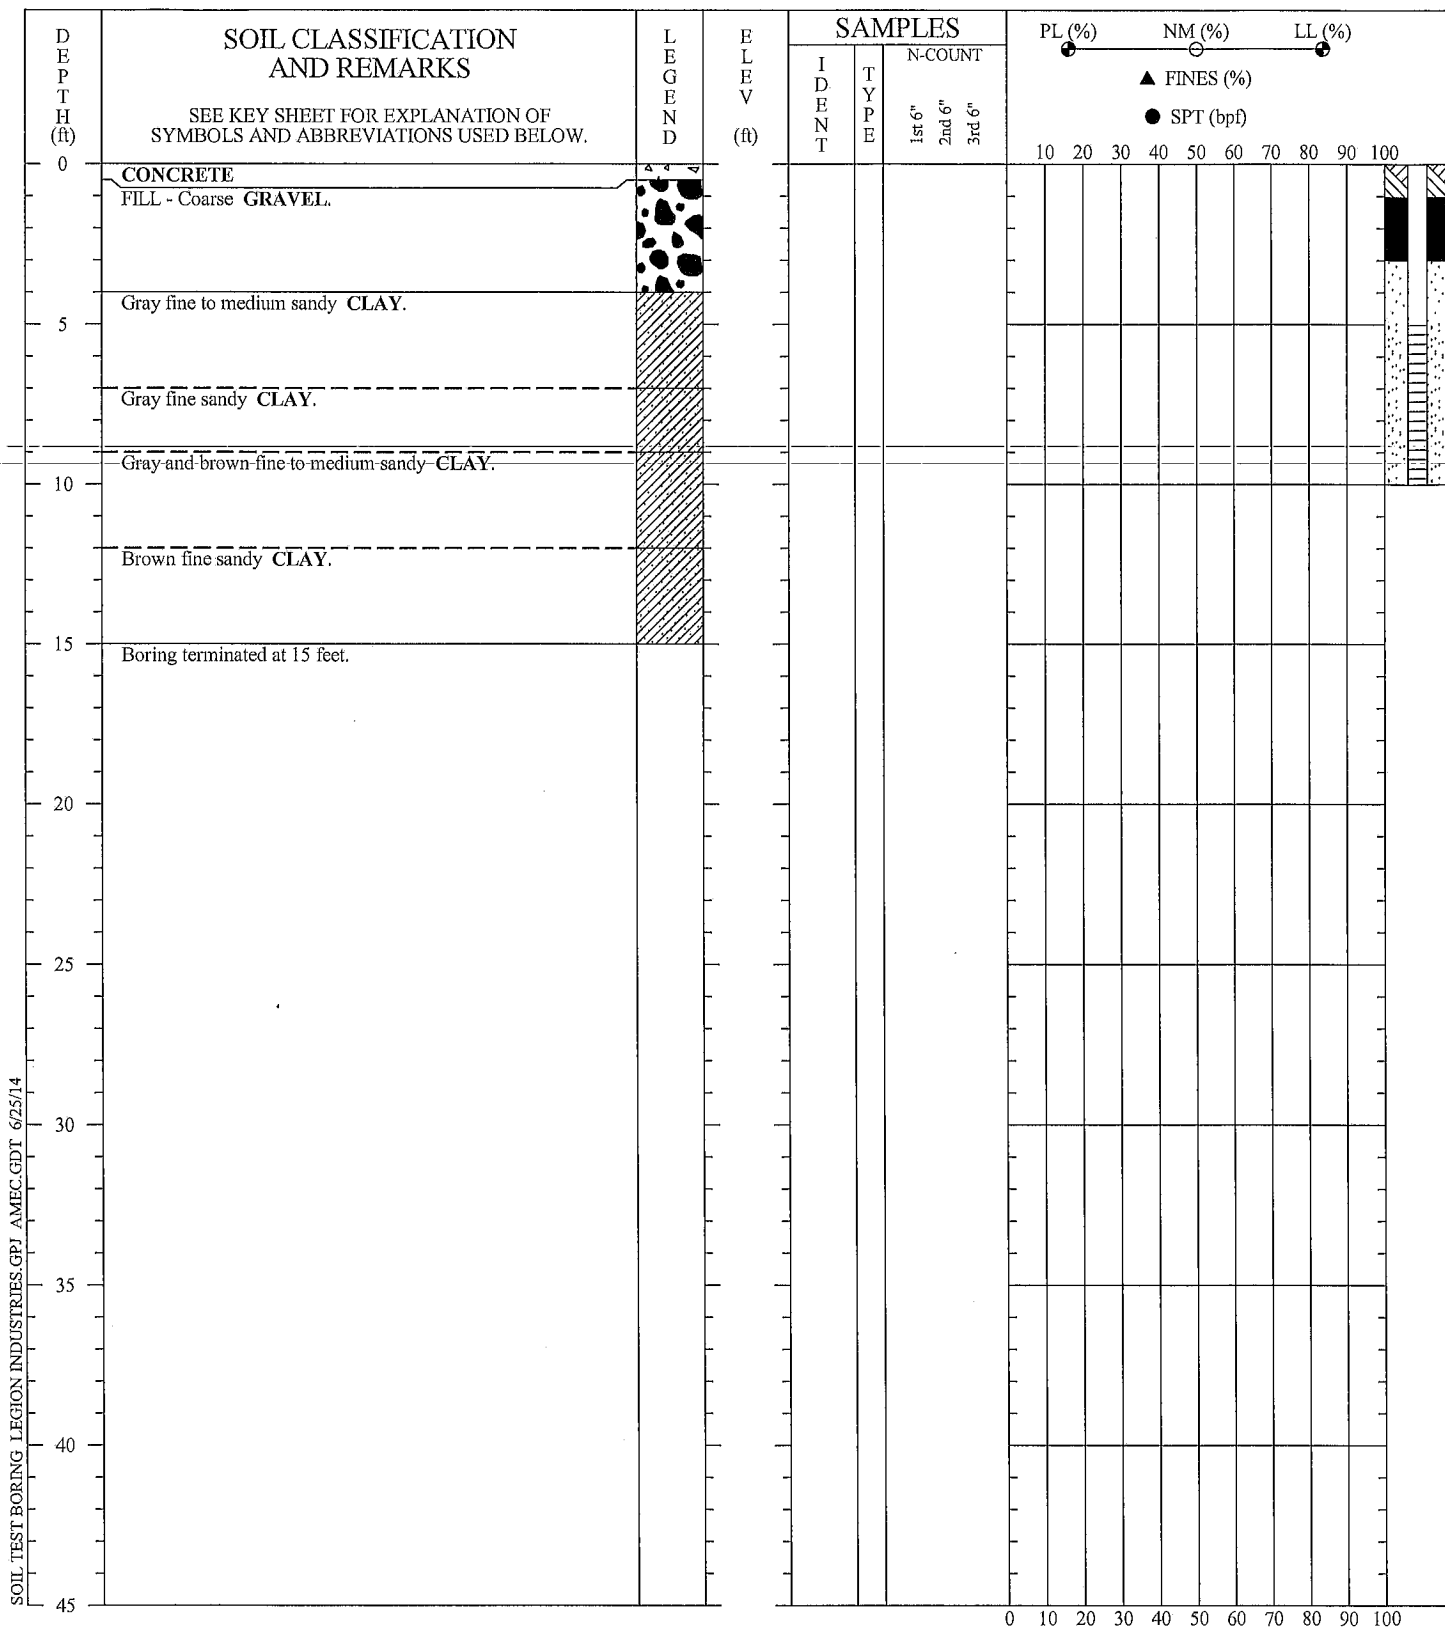 DEPTH (ft)
SOIL CLASSIFICATION
AND REMARKS
SEE KEY SHEET FOR EXPLANATION OF
SYMBOLS AND ABBREVIATIONS USED BELOW.
LEGEND
ELEV (ft)
SAMPLES
IDENT
TYPE
N-COUNT
1st 6"
2nd 6"
3rd 6"
PL (%) NM (%) LL (%)
▲ FINES (%)
● SPT (bpf)
10 20 30 40 50 60 70 80 90 100
0
CONCRETE
FILL - Coarse GRAVEL.
Gray fine to medium sandy CLAY.
5
Gray fine sandy CLAY.
Gray and brown fine to medium sandy CLAY.
10
Brown fine sandy CLAY.
15
Boring terminated at 15 feet.
20
25
30
35
40
45
0 10 20 30 40 50 60 70 80 90 100
SOIL TEST BORING LEGION INDUSTRIES.GPJ AMEC.GDT 6/25/14